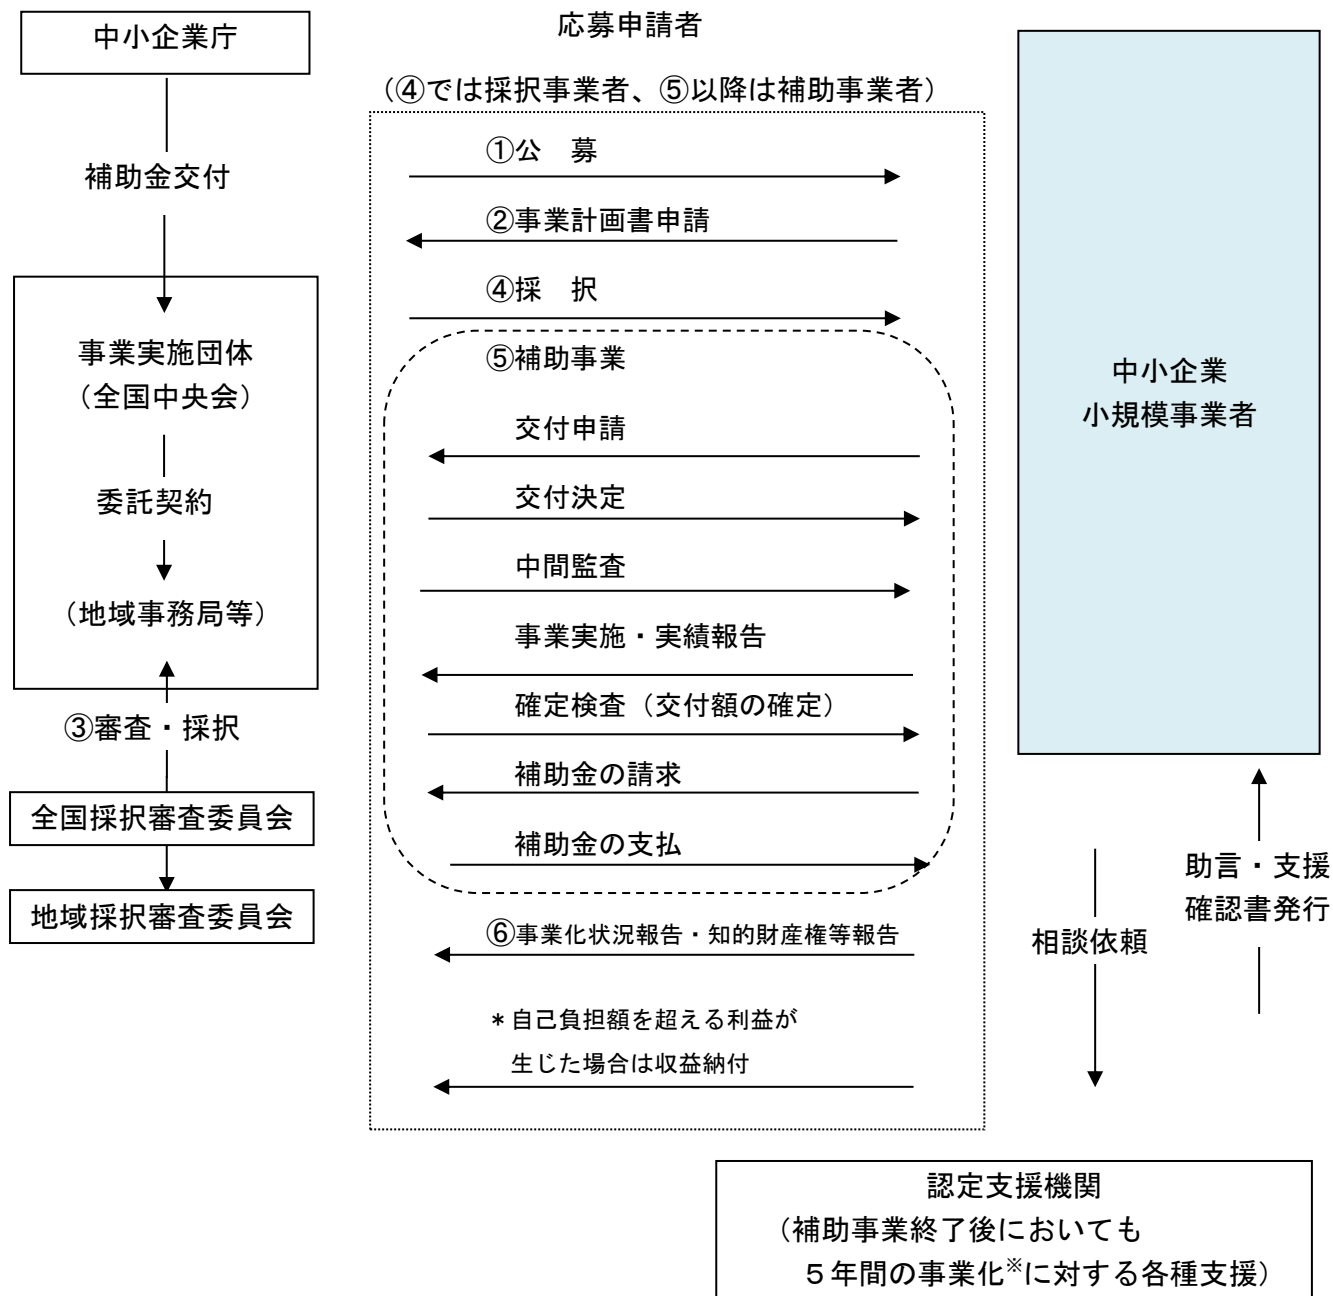 中小企業庁
補助金交付
事業実施団体
（全国中央会）
委託契約
（地域事務局等）
③審査・採択
全国採択審査委員会
地域採択審査委員会
応募申請者
（④では採択事業者、⑤以降は補助事業者）
①公　募
②事業計画書申請
④採　択
⑤補助事業
交付申請
交付決定
中間監査
事業実施・実績報告
確定検査（交付額の確定）
補助金の請求
補助金の支払
⑥事業化状況報告・知的財産権等報告
＊自己負担額を超える利益が
生じた場合は収益納付
中小企業
小規模事業者
助言・支援
確認書発行
相談依頼
認定支援機関
（補助事業終了後においても
５年間の事業化※に対する各種支援）